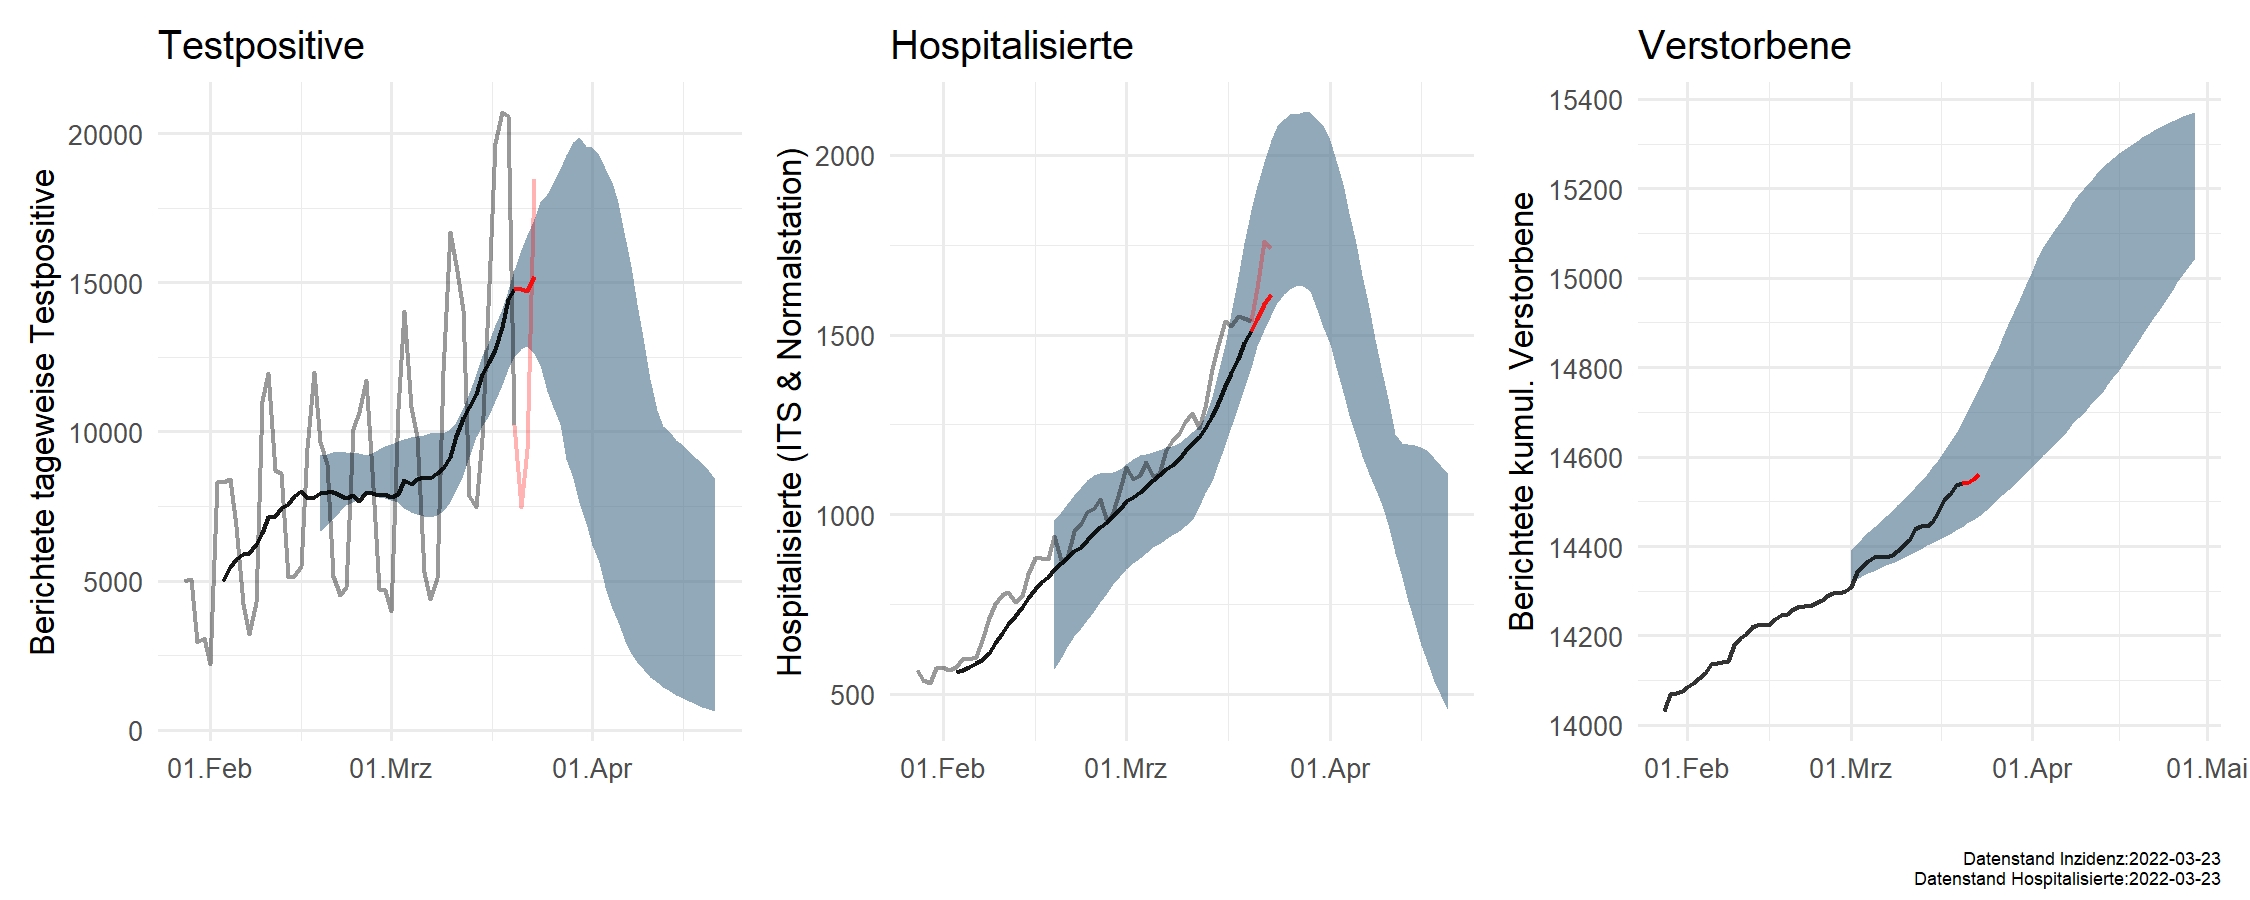 Testpositive
Berichtete tageweise Testpositive
20000
15000
10000
5000
0
01.Feb
01.Mrz
01.Apr
Hospitalisierte
Hospitalisierte (ITS & Normalstation)
2000
1500
1000
500
01.Feb
01.Mrz
01.Apr
Verstorbene
Berichtete kumul. Verstorbene
15400
15200
15000
14800
14600
14400
14200
14000
01.Feb
01.Mrz
01.Apr
01.Mai
Datenstand Inzidenz:2022-03-23
Datenstand Hospitalisierte:2022-03-23